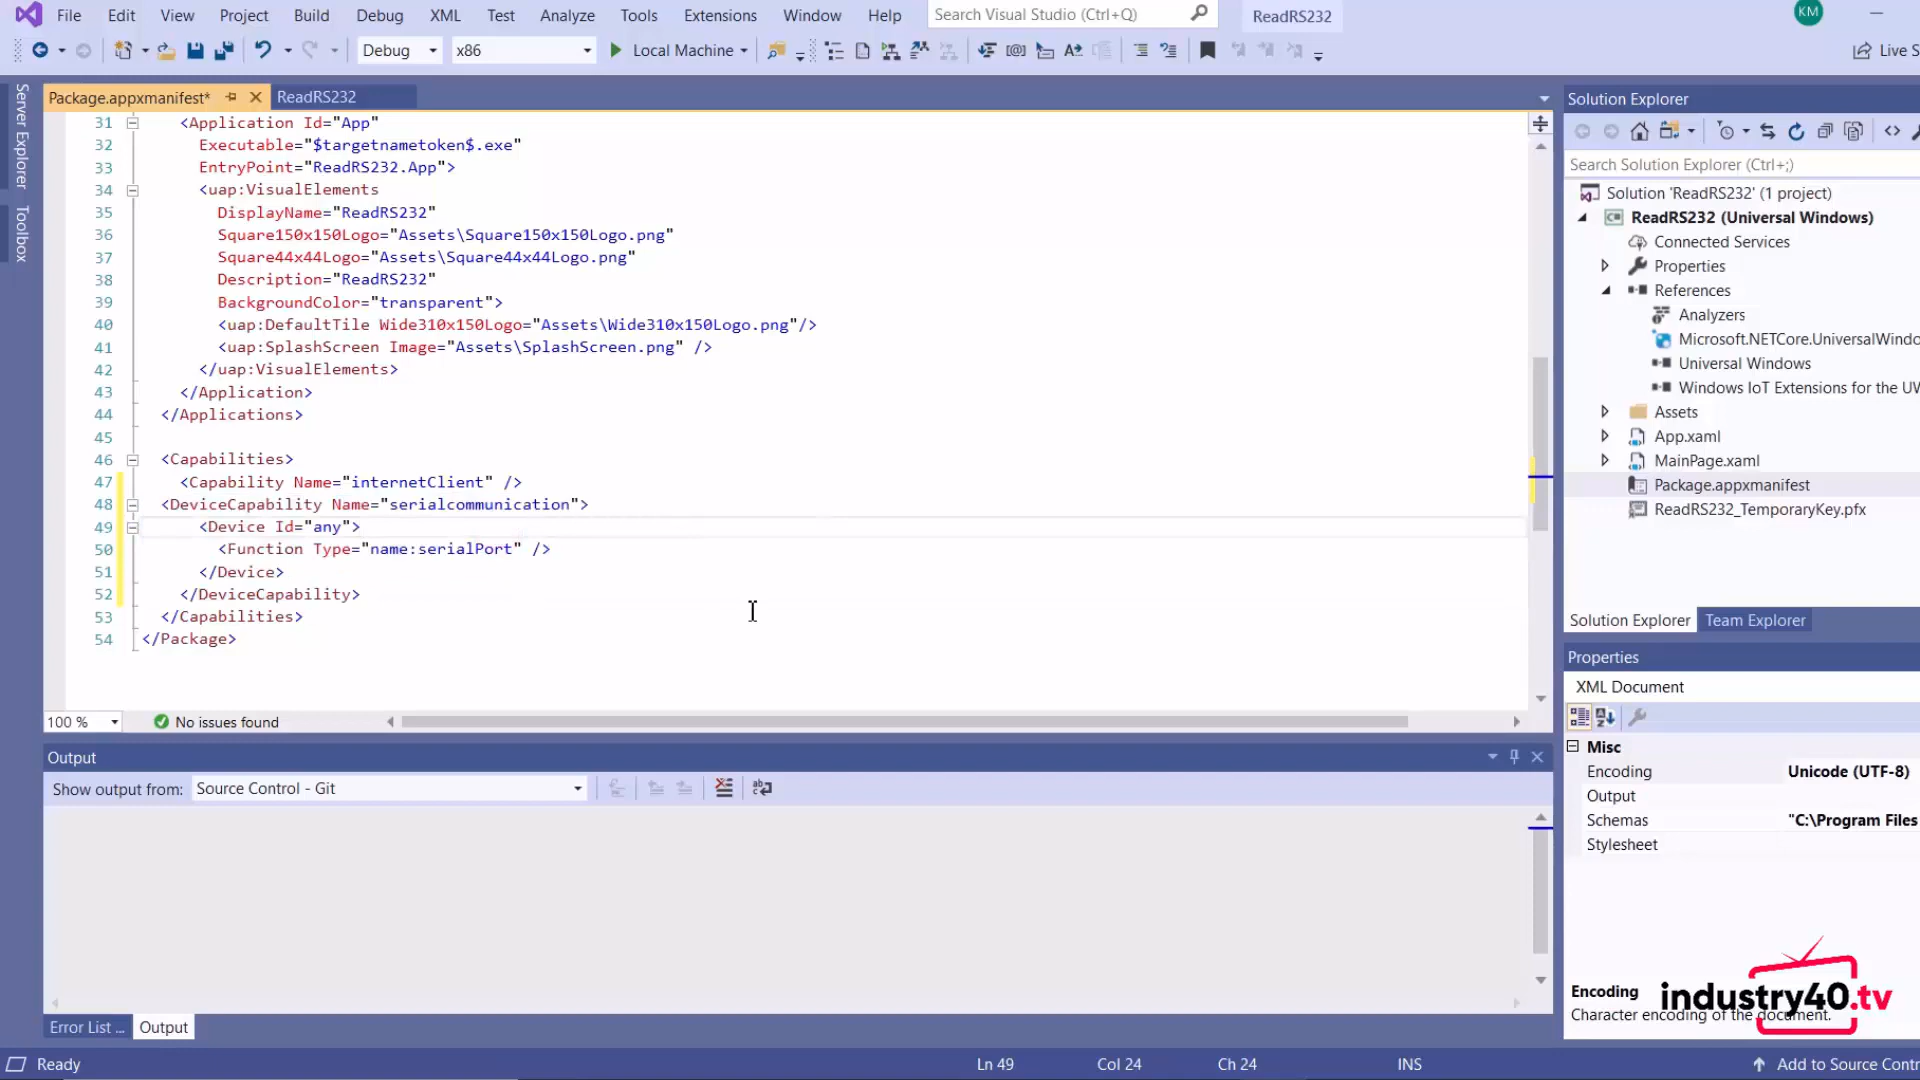 File Edit View Project Build Debug XML Test Analyze Tools Extensions Window Help Search Visual Studio (Ctrl+Q) ReadRS232 KM
Debug x86 Local Machine Live S
Server Explorer
Toolbox
Package.appxmanifest* ReadRS232
31 <Application Id="App"
32 Executable="$targetnametoken$.exe"
33 EntryPoint="ReadRS232.App">
34 <uap:VisualElements
35 DisplayName="ReadRS232"
36 Square150x150Logo="Assets\Square150x150Logo.png"
37 Square44x44Logo="Assets\Square44x44Logo.png"
38 Description="ReadRS232"
39 BackgroundColor="transparent">
40 <uap:DefaultTile Wide310x150Logo="Assets\Wide310x150Logo.png"/>
41 <uap:SplashScreen Image="Assets\SplashScreen.png" />
42 </uap:VisualElements>
43 </Application>
44 </Applications>
45
46 <Capabilities>
47 <Capability Name="internetClient" />
48 <DeviceCapability Name="serialcommunication">
49 <Device Id="any">
50 <Function Type="name:serialPort" />
51 </Device>
52 </DeviceCapability>
53 </Capabilities>
54 </Package>
100 % No issues found
Output
Show output from: Source Control - Git
Error List ... Output
Solution Explorer
Search Solution Explorer (Ctrl+;)
Solution 'ReadRS232' (1 project)
ReadRS232 (Universal Windows)
Connected Services
Properties
References
Analyzers
Microsoft.NETCore.UniversalWindo
Universal Windows
Windows IoT Extensions for the UW
Assets
App.xaml
MainPage.xaml
Package.appxmanifest
ReadRS232_TemporaryKey.pfx
Solution Explorer Team Explorer
Properties
XML Document
Misc
Encoding Unicode (UTF-8)
Output
Schemas "C:\Program Files
Stylesheet
Encoding
Character encoding of the document.
industry40.tv
Ready Ln 49 Col 24 Ch 24 INS Add to Source Contr